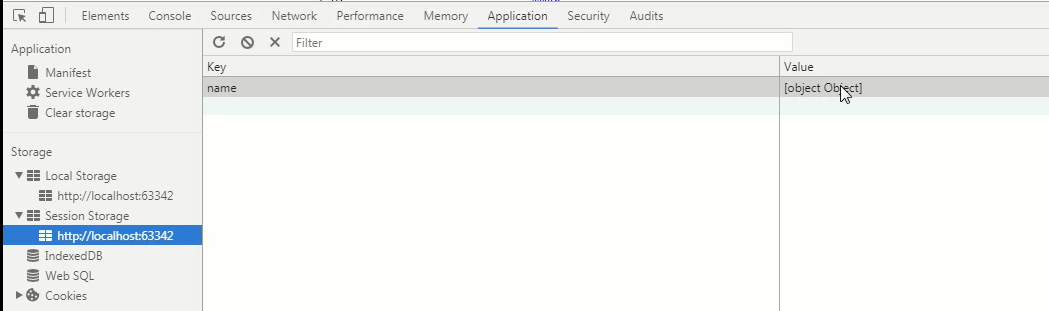 Elements Console Sources Network Performance Memory Application Security Audits
Application
Manifest
Service Workers
Clear storage
Storage
Local Storage
http://localhost:63342
Session Storage
http://localhost:63342
IndexedDB
Web SQL
Cookies
Filter
Key Value
name [object Object]